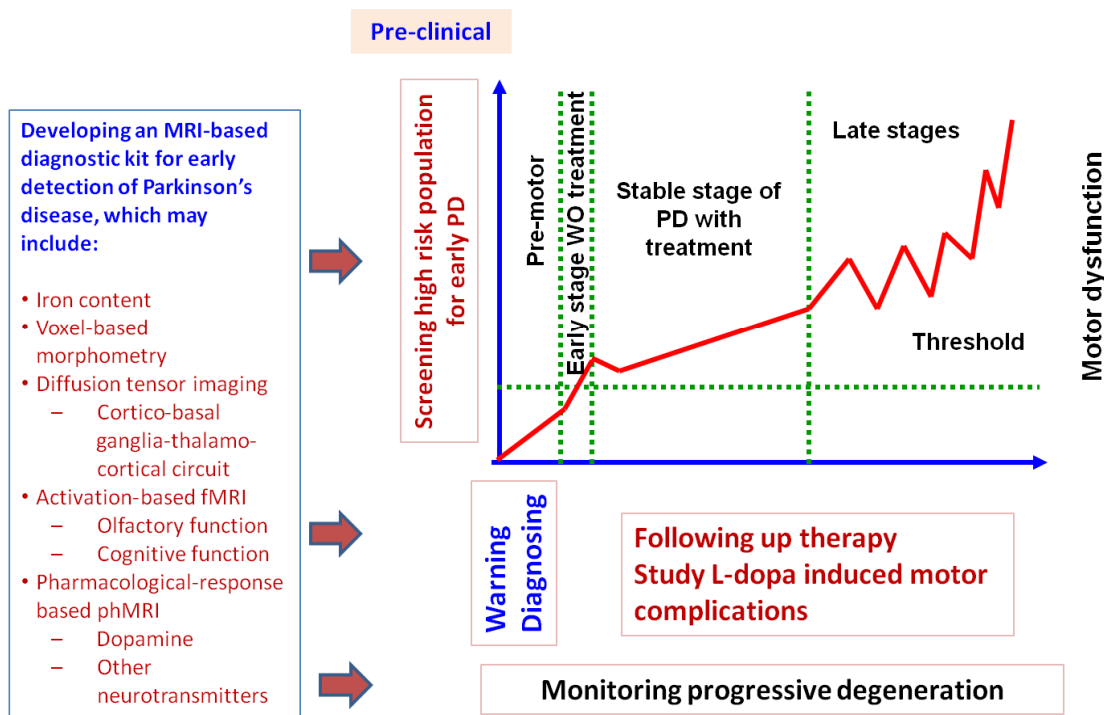 Pre-clinical
Developing an MRI-based
diagnostic kit for early
detection of Parkinson's
disease, which may
include:
• Iron content
• Voxel-based
morphometry
• Diffusion tensor imaging
– Cortico-basal
ganglia-thalamo-
cortical circuit
• Activation-based fMRI
– Olfactory function
– Cognitive function
• Pharmacological-response
based phMRI
– Dopamine
– Other
neurotransmitters
Screening high risk population
for early PD
Pre-motor
Early stage WO treatment
Stable stage of
PD with
treatment
Late stages
Threshold
Motor dysfunction
Warning
Diagnosing
Following up therapy
Study L-dopa induced motor
complications
Monitoring progressive degeneration